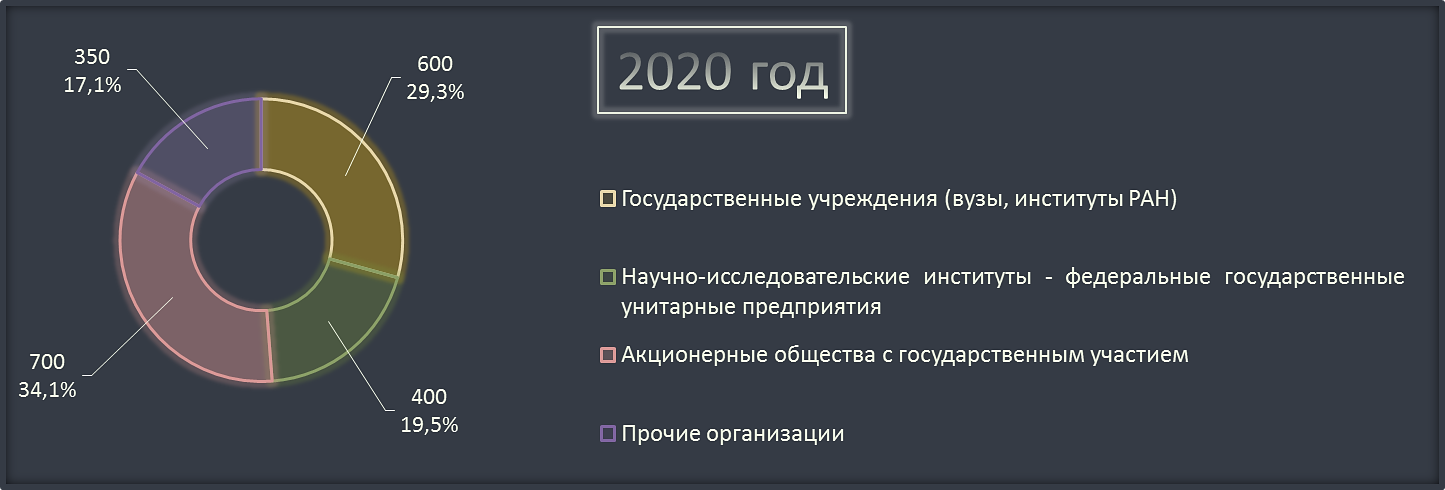 2020 год
350
17,1%
600
29,3%
700
34,1%
400
19,5%
Государственные учреждения (вузы, институты РАН)
Научно-исследовательские институты - федеральные государственные
унитарные предприятия
Акционерные общества с государственным участием
Прочие организации